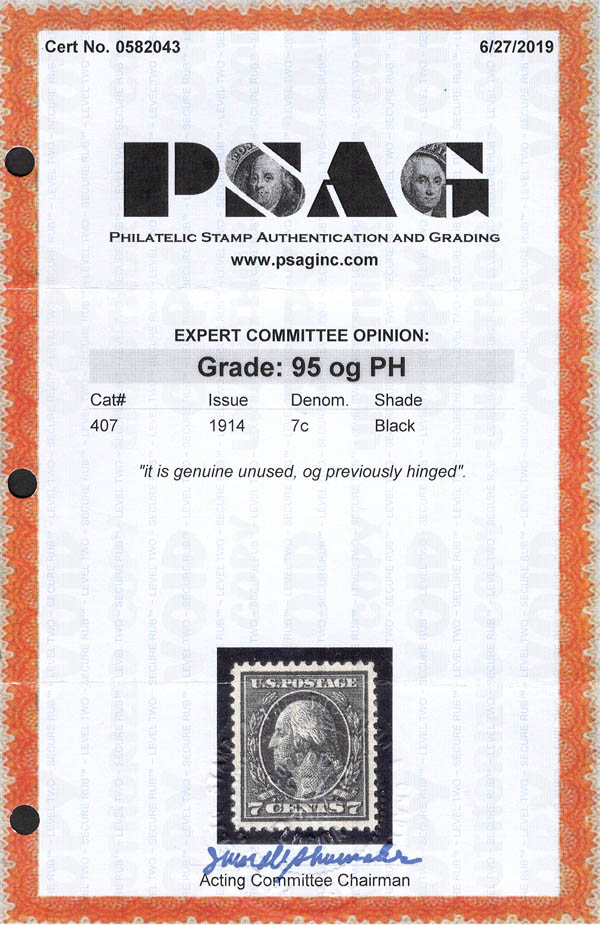 Cert No. 0582043 6/27/2019
PSAG
PHILATELIC STAMP AUTHENTICATION AND GRADING
www.psaginc.com
EXPERT COMMITTEE OPINION:
Grade: 95 og PH
Cat# Issue Denom. Shade
407 1914 7c Black
"it is genuine unused, og previously hinged".
U.S. POSTAGE
7 CENTS 7
Acting Committee Chairman